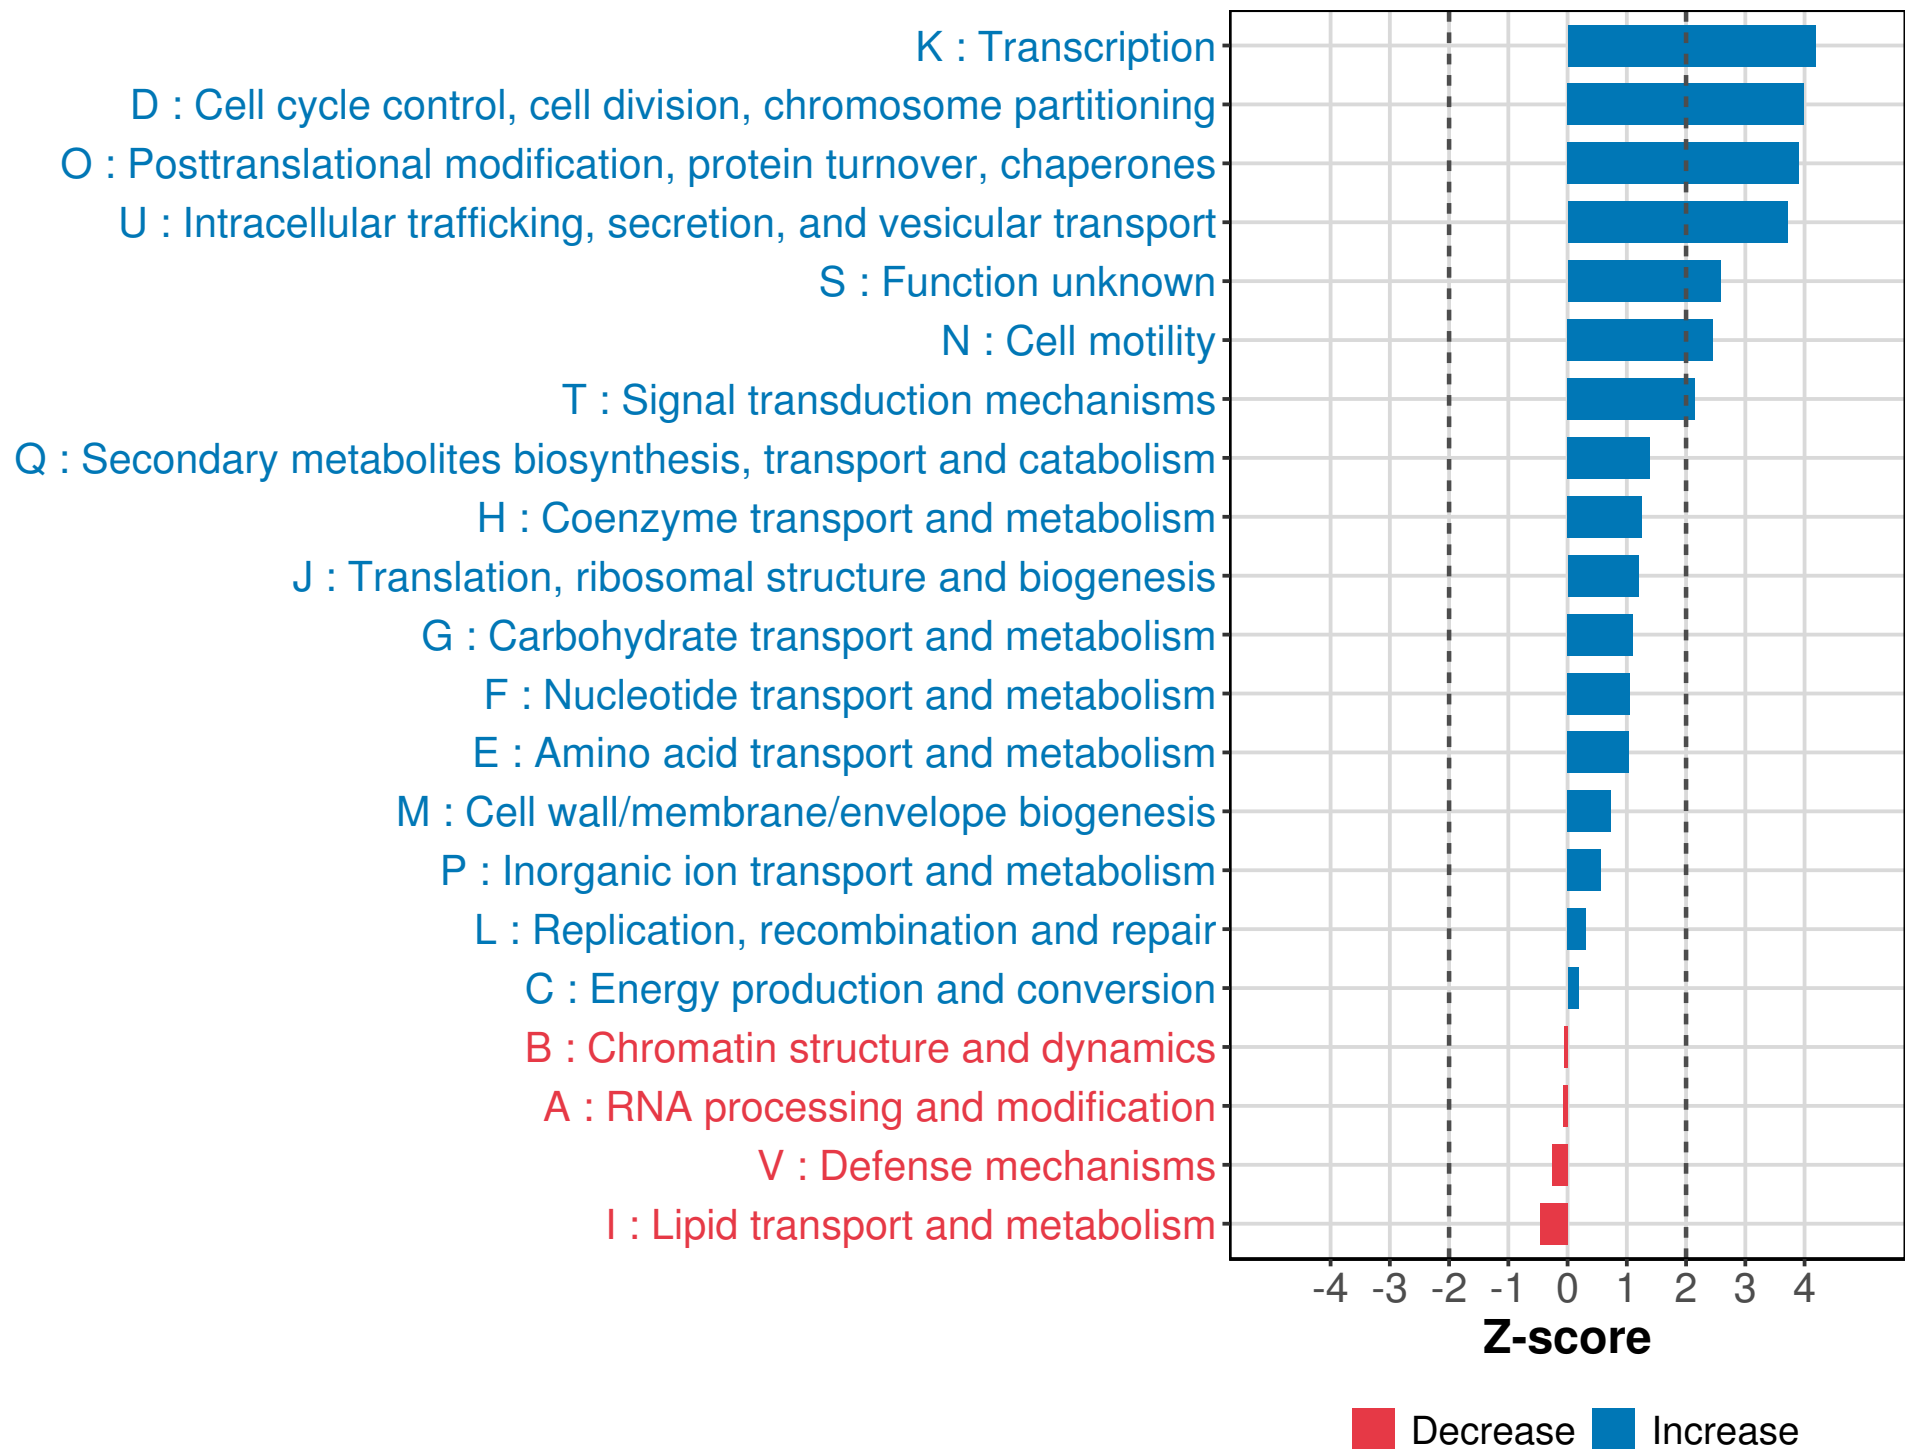 K : Transcription
D : Cell cycle control, cell division, chromosome partitioning
O : Posttranslational modification, protein turnover, chaperones
U : Intracellular trafficking, secretion, and vesicular transport
S : Function unknown
N : Cell motility
T : Signal transduction mechanisms
Q : Secondary metabolites biosynthesis, transport and catabolism
H : Coenzyme transport and metabolism
J : Translation, ribosomal structure and biogenesis
G : Carbohydrate transport and metabolism
F : Nucleotide transport and metabolism
E : Amino acid transport and metabolism
M : Cell wall/membrane/envelope biogenesis
P : Inorganic ion transport and metabolism
L : Replication, recombination and repair
C : Energy production and conversion
B : Chromatin structure and dynamics
A : RNA processing and modification
V : Defense mechanisms
I : Lipid transport and metabolism
-4 -3 -2 -1 0 1 2 3 4
Z-score
Decrease Increase